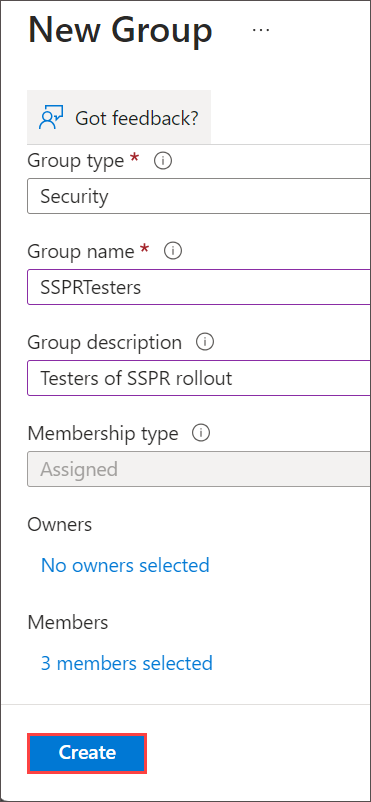 New Group ...
Got feedback?
Group type *
Security
Group name *
SSPRTesters
Group description
Testers of SSPR rollout
Membership type
Assigned
Owners
No owners selected
Members
3 members selected
Create